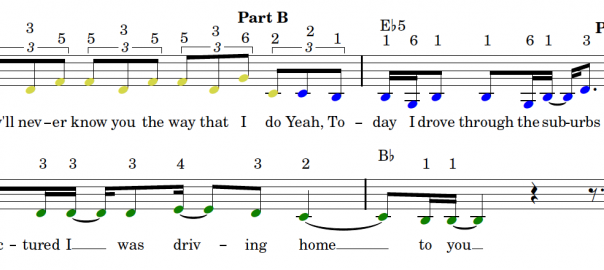 Part B
3 5 5 3 5 5 3 6 2 2 1 E♭5 1 6 1 1 6 1 3 P
3 3 3 3
'll nev-er know you the way that I do Yeah, To - day I drove through the sub-urbs
3 3 3 4 3 2 B♭ 1 1
c - tured I was driv - ing home to you